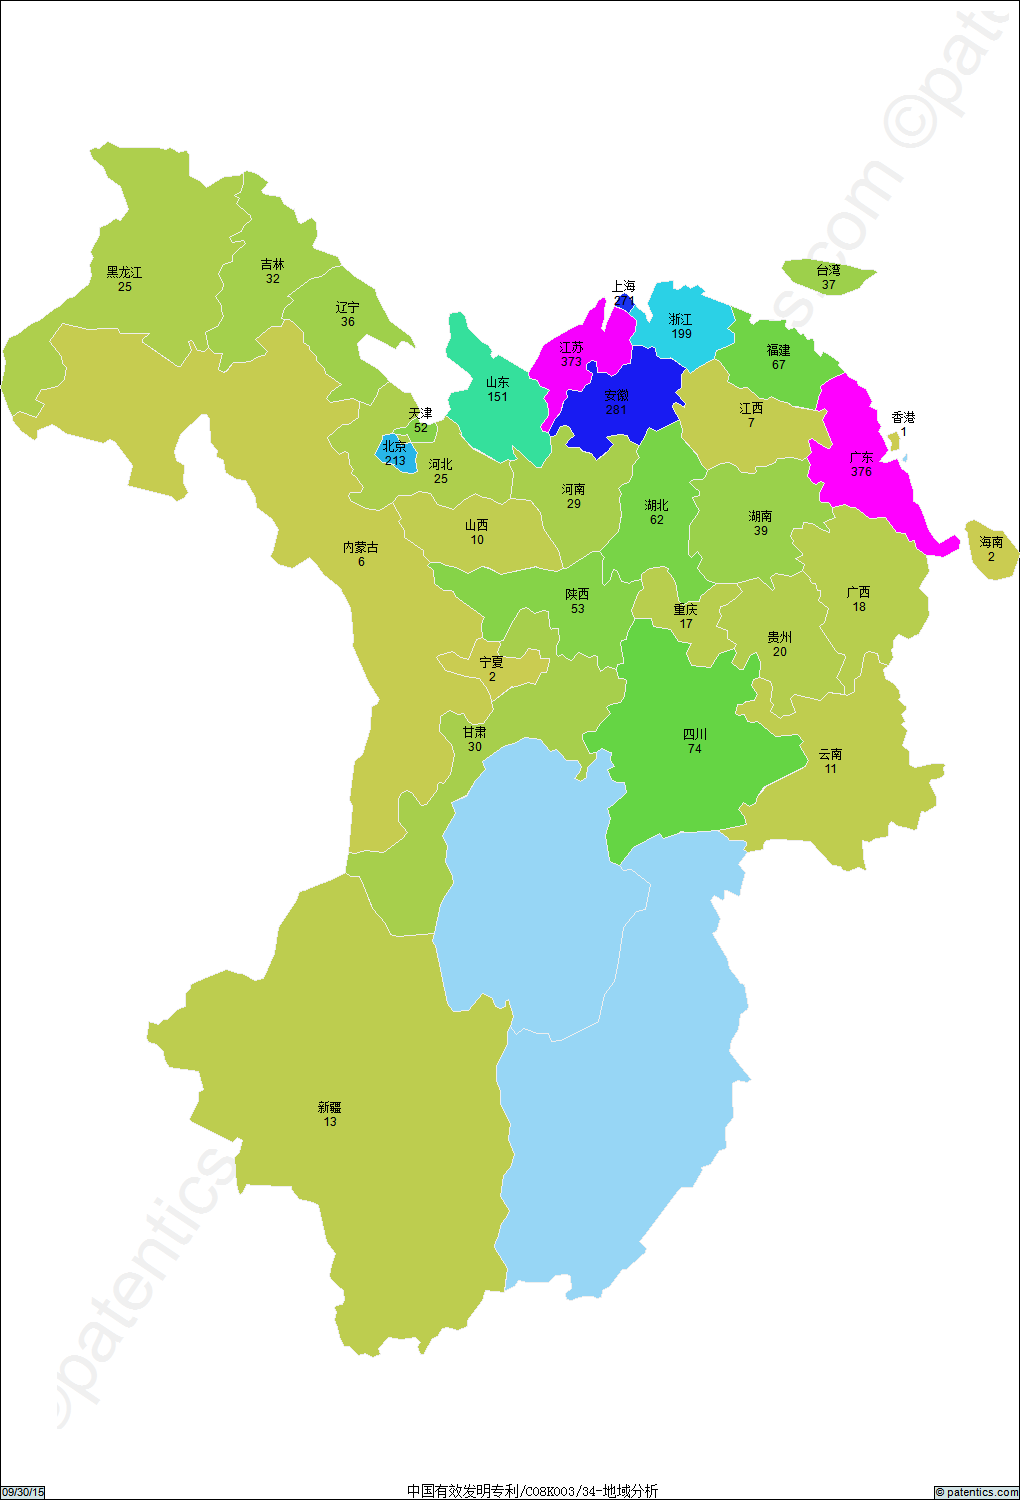 ©patentics.com ©patentics
黑龙江
25
吉林
32
辽宁
36
台湾
37
上海
271
浙江
199
江苏
373
福建
67
山东
151
安徽
281
江西
7
天津
52
香港
1
北京
213
河北
25
广东
376
河南
29
湖北
62
湖南
39
山西
10
内蒙古
6
海南
2
陕西
53
重庆
17
广西
18
贵州
20
宁夏
2
甘肃
30
四川
74
云南
11
新疆
13
09/30/15
中国有效发明专利/C08K003/34-地域分析
© patentics.com